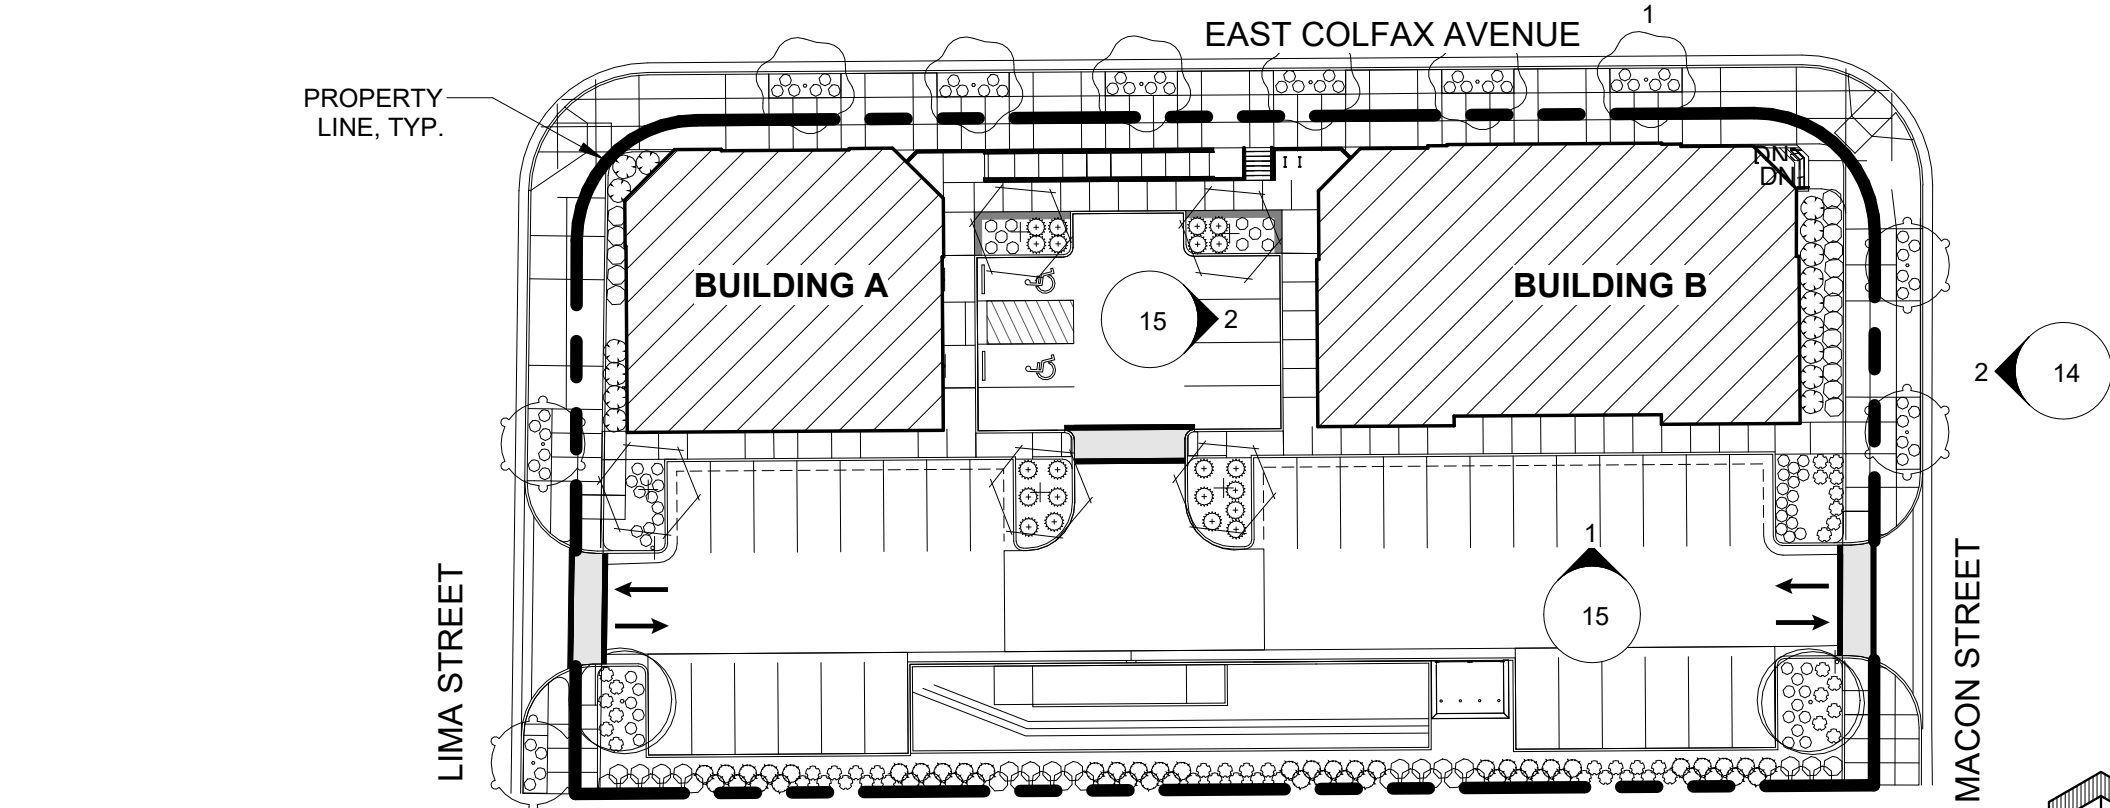 1
EAST COLFAX AVENUE
PROPERTY
LINE, TYP.
DN
DN
BUILDING A
BUILDING B
15
2
2
14
1
15
LIMA STREET
MACON STREET